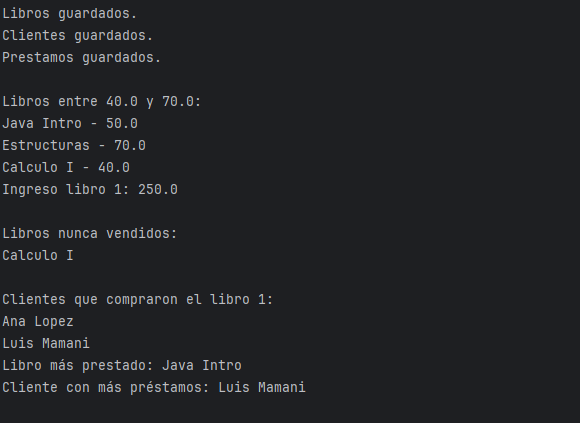 Libros guardados.
Clientes guardados.
Prestamos guardados.
Libros entre 40.0 y 70.0:
Java Intro - 50.0
Estructuras - 70.0
Calculo I - 40.0
Ingreso libro 1: 250.0
Libros nunca vendidos:
Calculo I
Clientes que compraron el libro 1:
Ana Lopez
Luis Mamani
Libro más prestado: Java Intro
Cliente con más préstamos: Luis Mamani